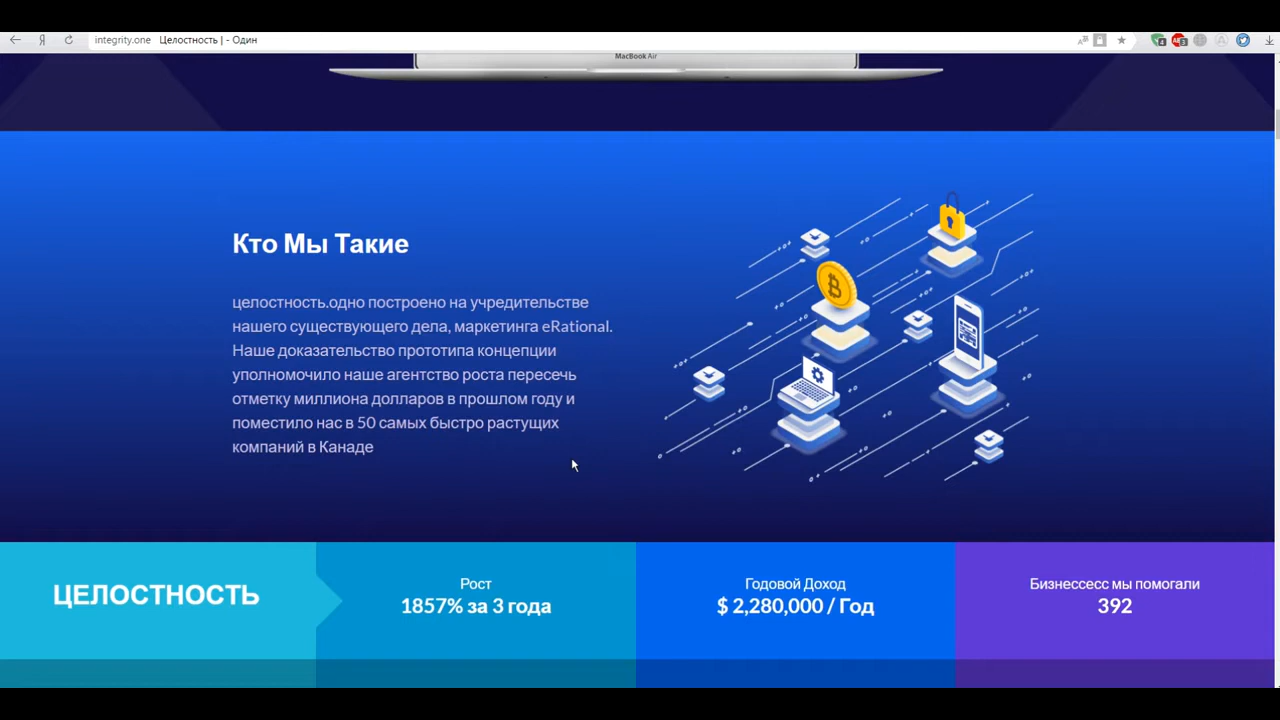 integrity.one Целостность | - Один
MacBook Air
Кто Мы Такие
целостность.одно построено на учредительстве
нашего существующего дела, маркетинга eRational.
Наше доказательство прототипа концепции
уполномочило наше агентство роста пересечь
отметку миллиона долларов в прошлом году и
поместило нас в 50 самых быстро растущих
компаний в Канаде
ЦЕЛОСТНОСТЬ
Рост
1857% за 3 года
Годовой Доход
$ 2,280,000 / Год
Бизнессесс мы помогали
392